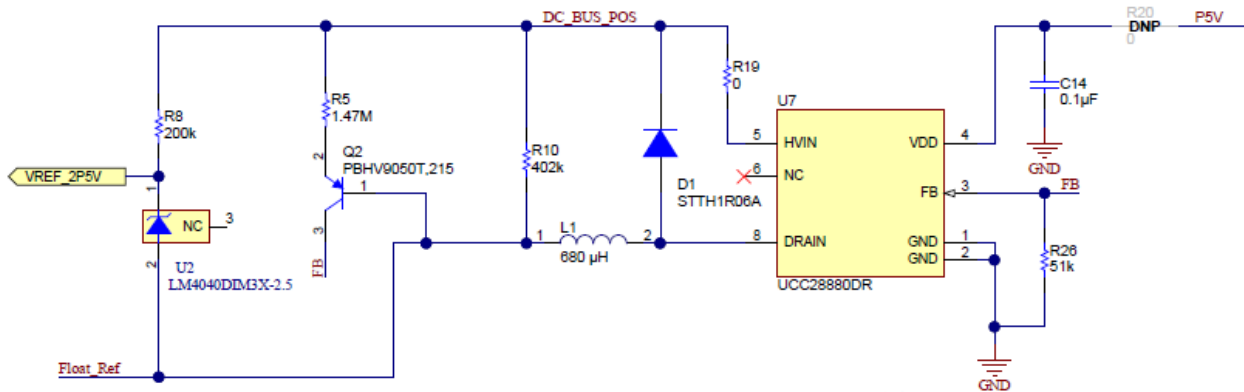 DC_BUS_POS
R20
DNP
0
P5V
R19
0
C14
0.1µF
R5
1.47M
R8
200k
U7
Q2
PBHV9050T,215
R10
402k
5
HVIN
VDD
4
GND
2
1
3
VREF_2P5V
1
NC
3
2
6
NC
FB
3
FB
D1
STTH1R06A
1
L1
2
680 µH
8
DRAIN
GND
1
GND
2
R26
51k
FB
U2
LM4040DIM3X-2.5
UCC28880DR
Float_Ref
GND